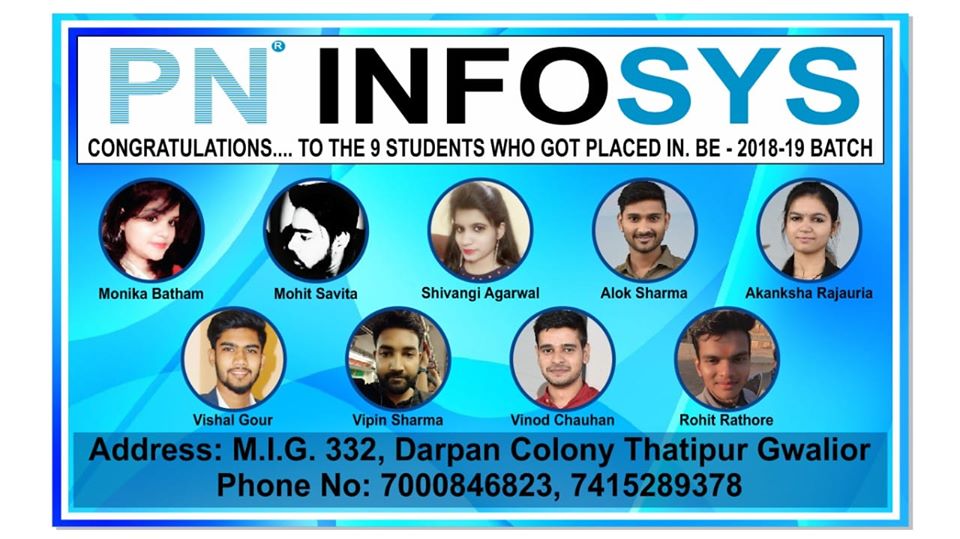 PN® INFOSYS
CONGRATULATIONS.... TO THE 9 STUDENTS WHO GOT PLACED IN. BE - 2018-19 BATCH
Monika Batham Mohit Savita Shivangi Agarwal Alok Sharma Akanksha Rajauria
Vishal Gour Vipin Sharma Vinod Chauhan Rohit Rathore
Address: M.I.G. 332, Darpan Colony Thatipur Gwalior
Phone No: 7000846823, 7415289378